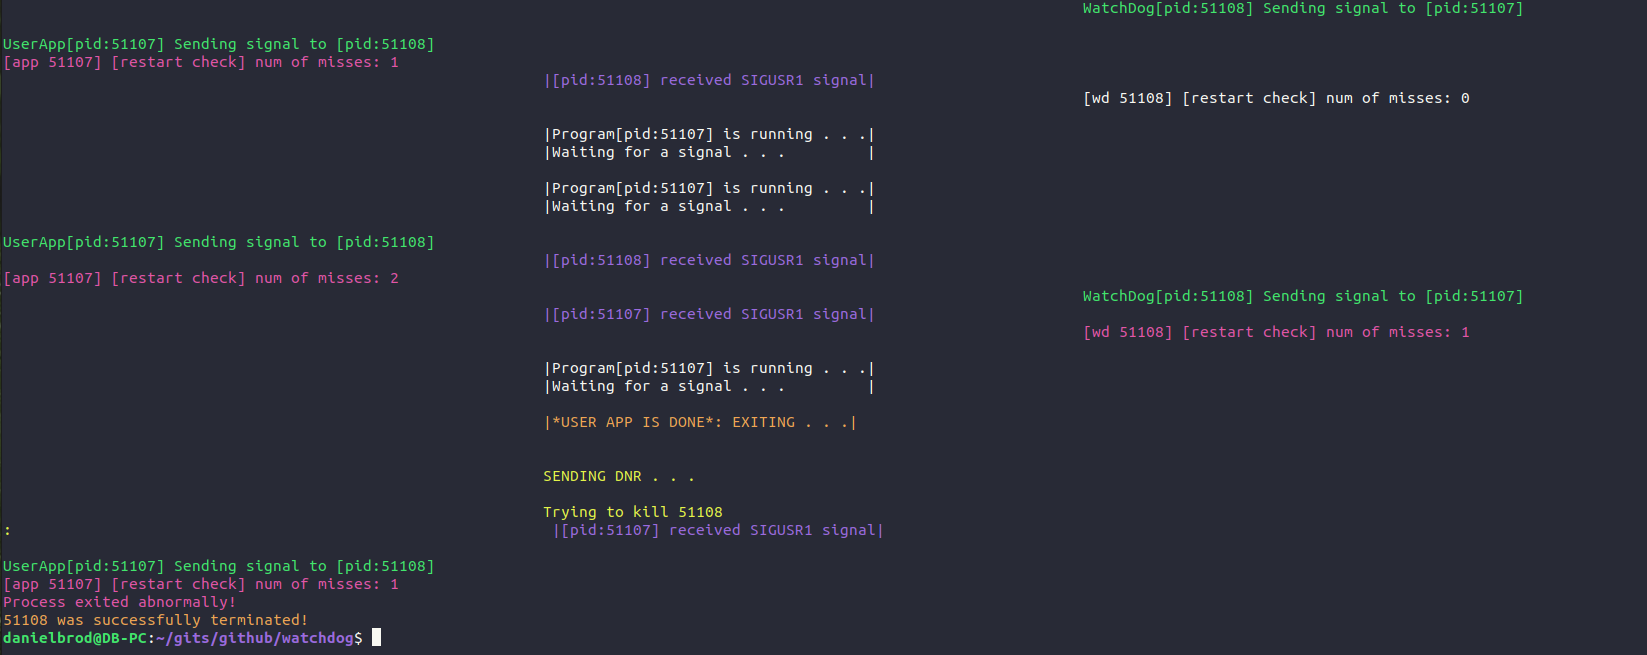 WatchDog[pid:51108] Sending signal to [pid:51107]
UserApp[pid:51107] Sending signal to [pid:51108]
[app 51107] [restart check] num of misses: 1
|[pid:51108] received SIGUSR1 signal|
[wd 51108] [restart check] num of misses: 0
|Program[pid:51107] is running . . .|
|Waiting for a signal . . .         |
|Program[pid:51107] is running . . .|
|Waiting for a signal . . .         |
UserApp[pid:51107] Sending signal to [pid:51108]
|[pid:51108] received SIGUSR1 signal|
[app 51107] [restart check] num of misses: 2
WatchDog[pid:51108] Sending signal to [pid:51107]
|[pid:51107] received SIGUSR1 signal|
[wd 51108] [restart check] num of misses: 1
|Program[pid:51107] is running . . .|
|Waiting for a signal . . .         |
|*USER APP IS DONE*: EXITING . . .|
SENDING DNR . . .
Trying to kill 51108
: |[pid:51107] received SIGUSR1 signal|
UserApp[pid:51107] Sending signal to [pid:51108]
[app 51107] [restart check] num of misses: 1
Process exited abnormally!
51108 was successfully terminated!
danielbrod@DB-PC:~/gits/github/watchdog$